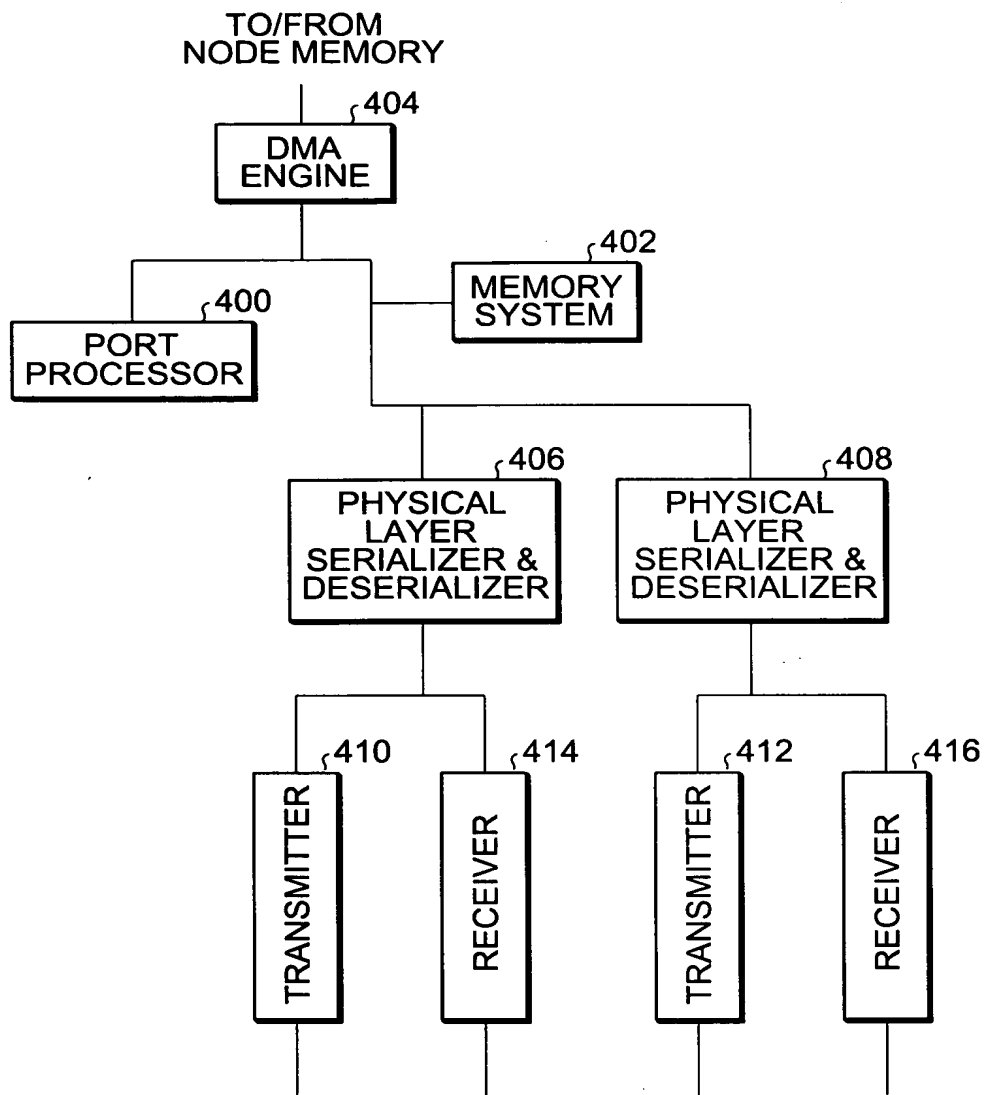 TO/FROM
NODE MEMORY
404
DMA
ENGINE
402
MEMORY
SYSTEM
400
PORT
PROCESSOR
406
PHYSICAL
LAYER
SERIALIZER &
DESERIALIZER
408
PHYSICAL
LAYER
SERIALIZER &
DESERIALIZER
410
TRANSMITTER
414
RECEIVER
412
TRANSMITTER
416
RECEIVER